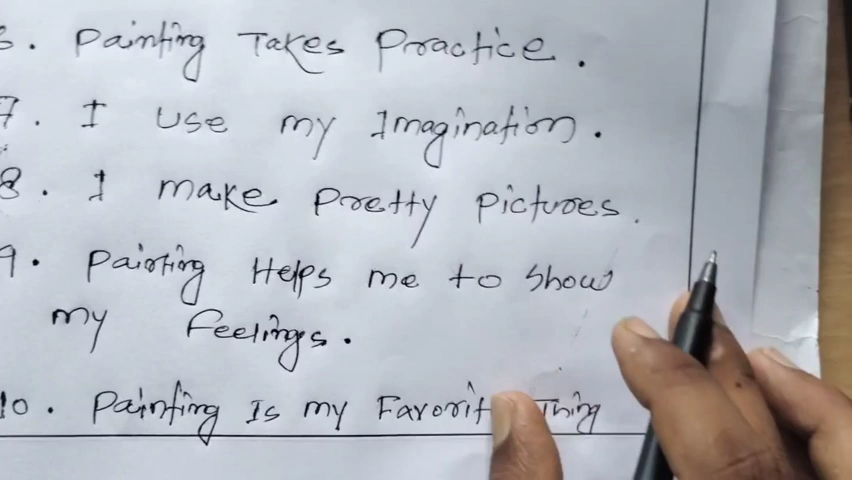 6. Painting Takes Practice.
7. I use my Imagination.
8. I make Pretty Pictures.
9. Painting Helps me to Show
my Feelings.
10. Painting Is my Favorit Thing